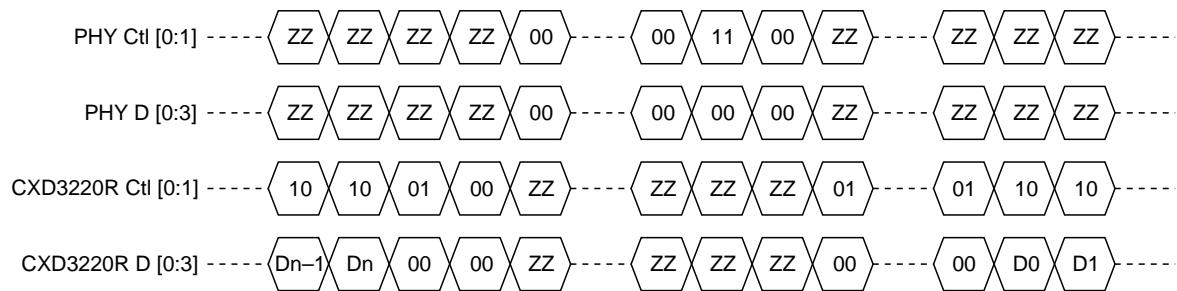 PHY Ctl [0:1] ZZ ZZ ZZ ZZ 00 00 11 00 ZZ ZZ ZZ ZZ
PHY D [0:3] ZZ ZZ ZZ ZZ 00 00 00 00 ZZ ZZ ZZ ZZ
CXD3220R Ctl [0:1] 10 10 01 00 ZZ ZZ ZZ ZZ 01 01 10 10
CXD3220R D [0:3] Dn–1 Dn 00 00 ZZ ZZ ZZ ZZ 00 00 D0 D1